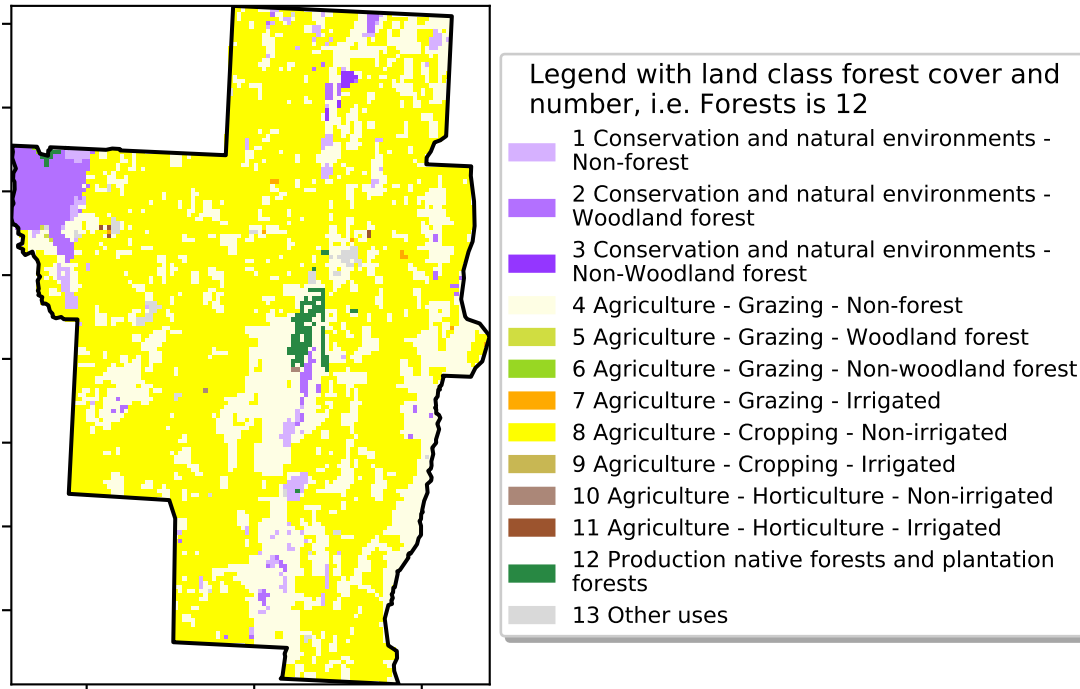 Legend with land class forest cover and
number, i.e. Forests is 12
1 Conservation and natural environments -
Non-forest
2 Conservation and natural environments -
Woodland forest
3 Conservation and natural environments -
Non-Woodland forest
4 Agriculture - Grazing - Non-forest
5 Agriculture - Grazing - Woodland forest
6 Agriculture - Grazing - Non-woodland forest
7 Agriculture - Grazing - Irrigated
8 Agriculture - Cropping - Non-irrigated
9 Agriculture - Cropping - Irrigated
10 Agriculture - Horticulture - Non-irrigated
11 Agriculture - Horticulture - Irrigated
12 Production native forests and plantation
forests
13 Other uses